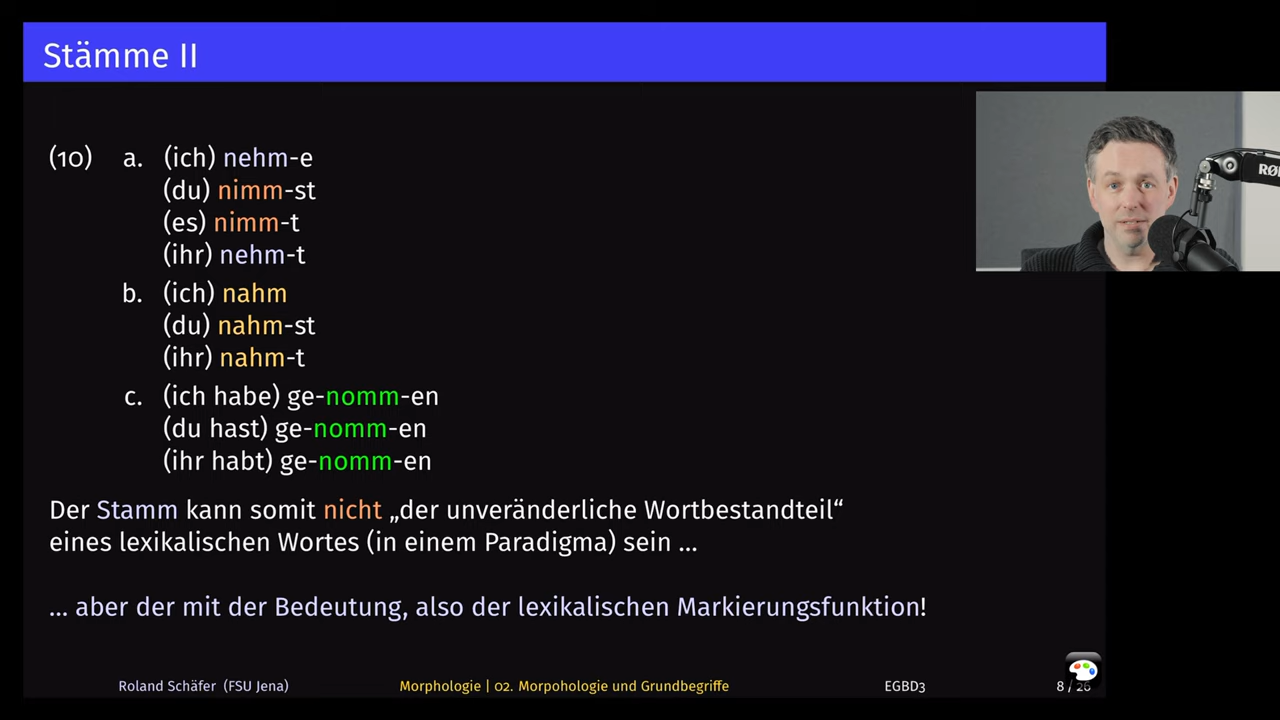 Stämme II
(10) a. (ich) nehm-e
(du) nimm-st
(es) nimm-t
(ihr) nehm-t
b. (ich) nahm
(du) nahm-st
(ihr) nahm-t
c. (ich habe) ge-nomm-en
(du hast) ge-nomm-en
(ihr habt) ge-nomm-en
Der Stamm kann somit nicht „der unveränderliche Wortbestandteil“
eines lexikalischen Wortes (in einem Paradigma) sein ...
... aber der mit der Bedeutung, also der lexikalischen Markierungsfunktion!
Roland Schäfer (FSU Jena) Morphologie | 02. Morpohologie und Grundbegriffe EGBD3 8 / 26